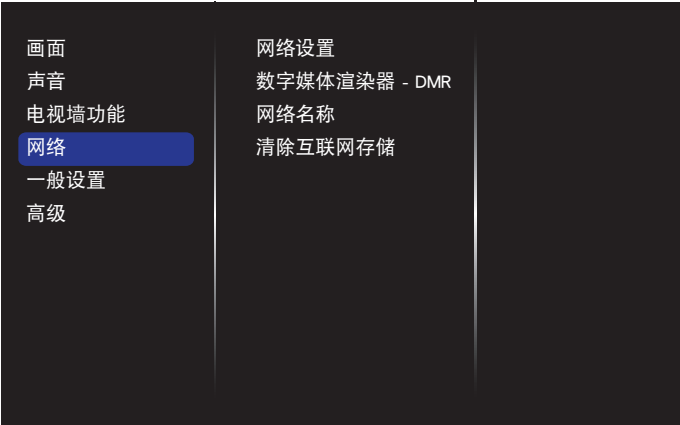 画面
声音
电视墙功能
网络
一般设置
高级
网络设置
数字媒体渲染器 - DMR
网络名称
清除互联网存储